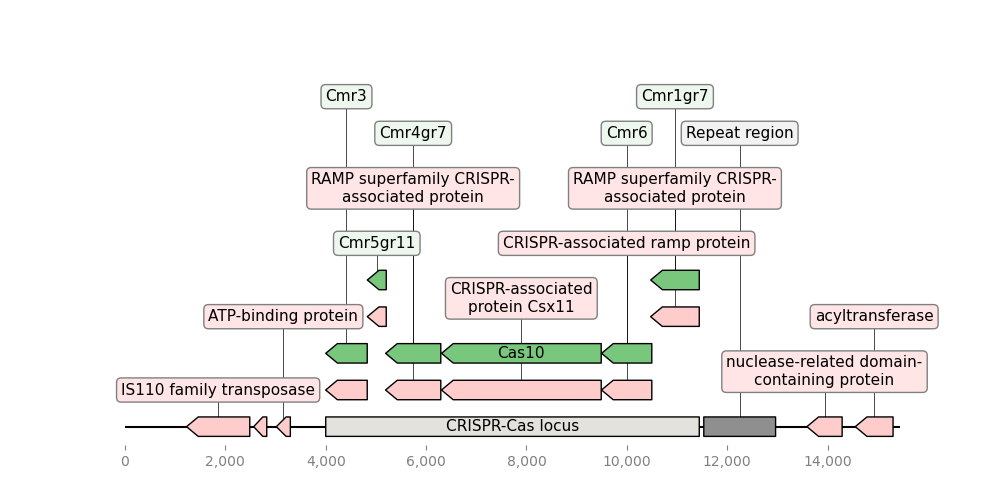 Cmr3
Cmr1gr7
Cmr4gr7
Cmr6
Repeat region
RAMP superfamily CRISPR-
associated protein
RAMP superfamily CRISPR-
associated protein
Cmr5gr11
CRISPR-associated ramp protein
CRISPR-associated
protein Csx11
ATP-binding protein
acyltransferase
Cas10
nuclease-related domain-
containing protein
IS110 family transposase
CRISPR-Cas locus
0 2,000 4,000 6,000 8,000 10,000 12,000 14,000